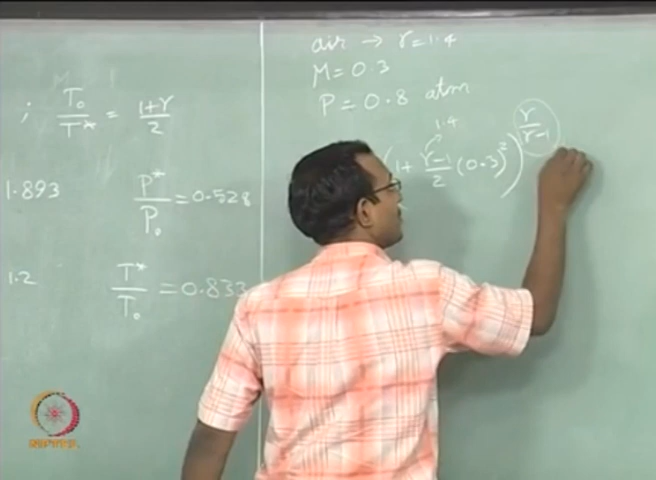 air → γ=1.4
M=0.3
P=0.8 atm
; T₀/T* = (1+γ)/2
1.4
(1+ (γ-1)/2 (0.3)²)^(γ/(γ-1))
1.893 P*/P₀ = 0.528
1.2 T*/T₀ = 0.833
NPTEL